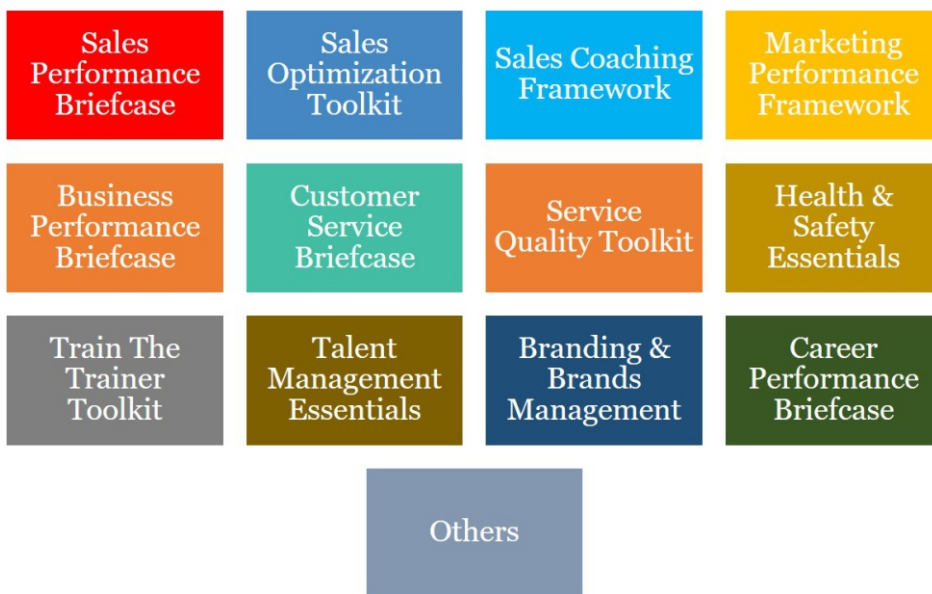 Sales
Performance
Briefcase
Sales
Optimization
Toolkit
Sales Coaching
Framework
Marketing
Performance
Framework
Business
Performance
Briefcase
Customer
Service
Briefcase
Service
Quality Toolkit
Health &
Safety
Essentials
Train The
Trainer
Toolkit
Talent
Management
Essentials
Branding &
Brands
Management
Career
Performance
Briefcase
Others